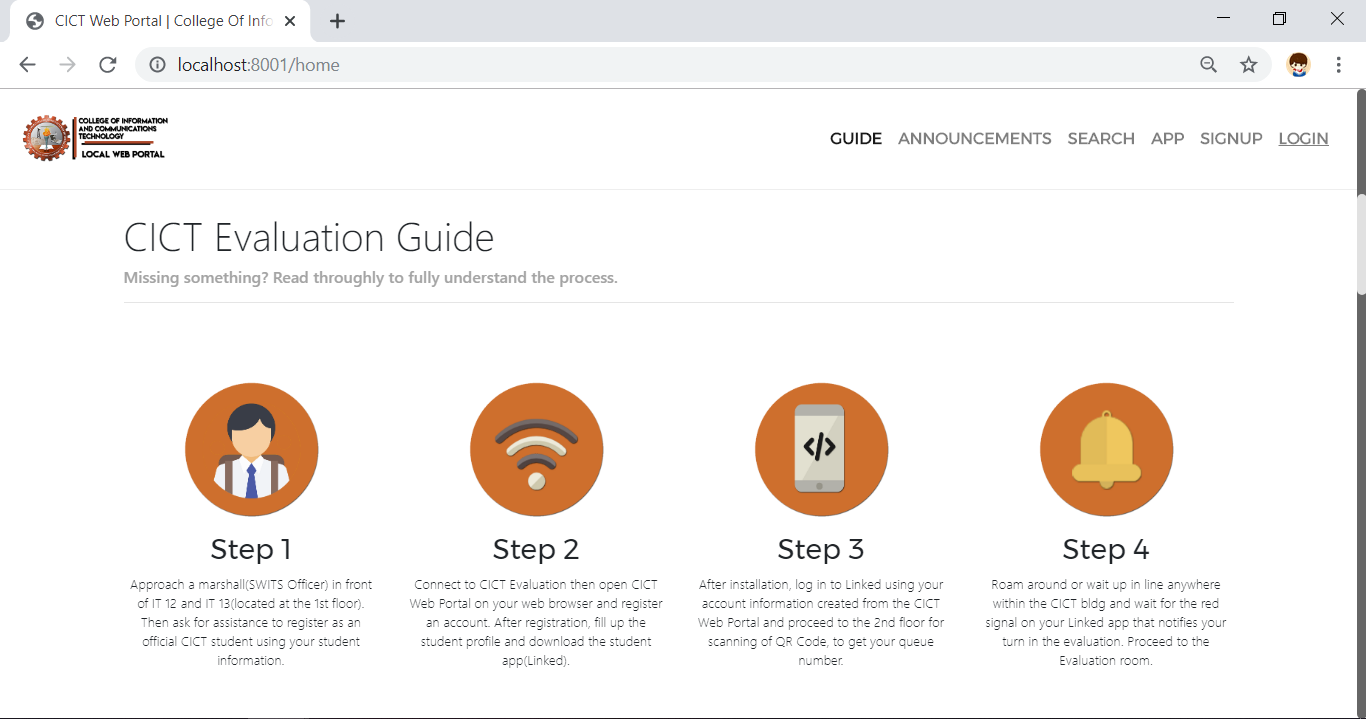 CICT Web Portal | College Of Info
localhost:8001/home
COLLEGE OF INFORMATION
AND COMMUNICATIONS
TECHNOLOGY
LOCAL WEB PORTAL
GUIDE ANNOUNCEMENTS SEARCH APP SIGNUP LOGIN
CICT Evaluation Guide
Missing something? Read throughly to fully understand the process.
</>
Step 1
Approach a marshall(SWITS Officer) in front
of IT 12 and IT 13(located at the 1st floor).
Then ask for assistance to register as an
official CICT student using your student
information.
Step 2
Connect to CICT Evaluation then open CICT
Web Portal on your web browser and register
an account. After registration, fill up the
student profile and download the student
app(Linked).
Step 3
After installation, log in to Linked using your
account information created from the CICT
Web Portal and proceed to the 2nd floor for
scanning of QR Code, to get your queue
number.
Step 4
Roam around or wait up in line anywhere
within the CICT bldg and wait for the red
signal on your Linked app that notifies your
turn in the evaluation. Proceed to the
Evaluation room.